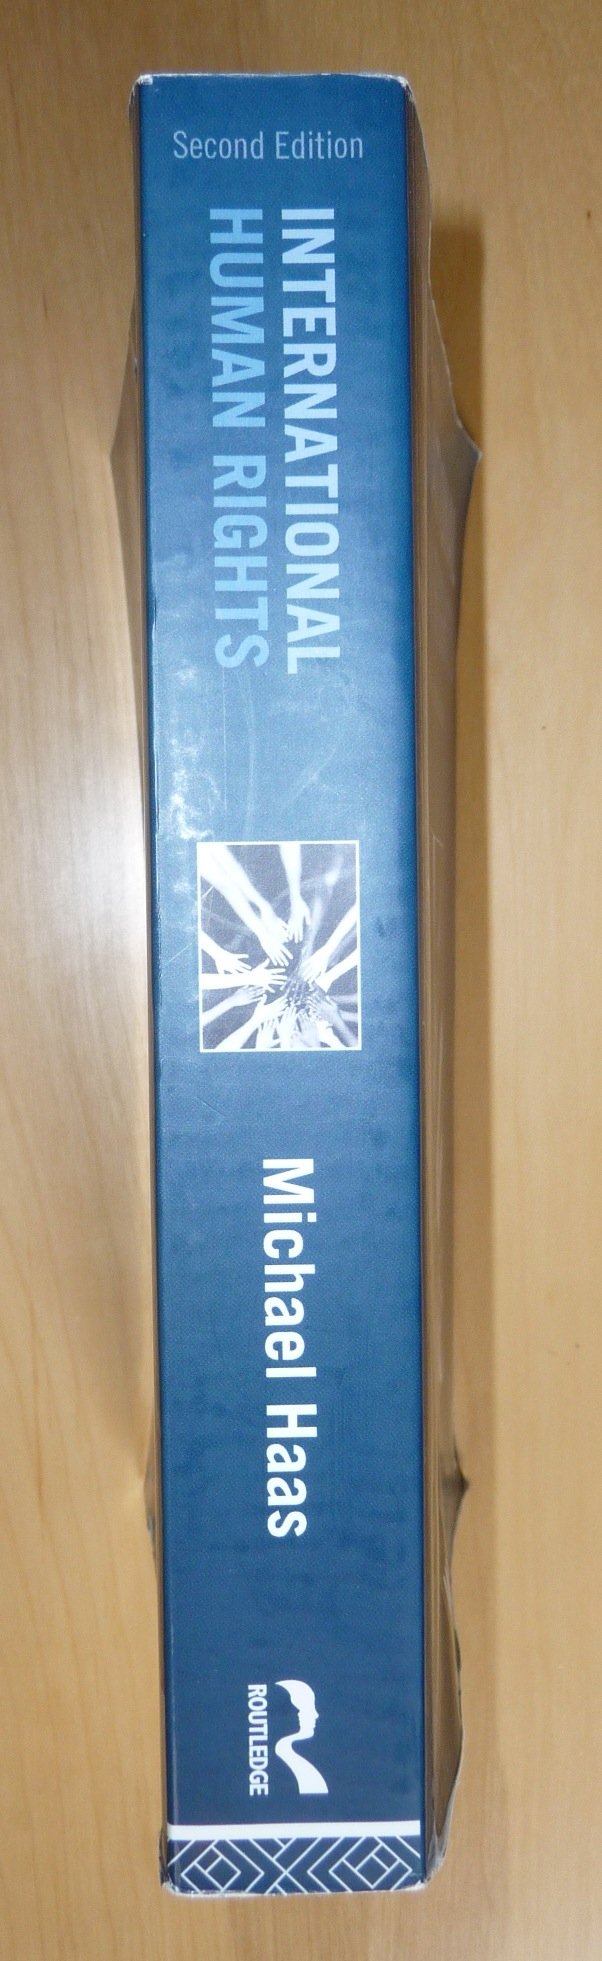 Second Edition
INTERNATIONAL
HUMAN RIGHTS
Michael Haas
ROUTLEDGE